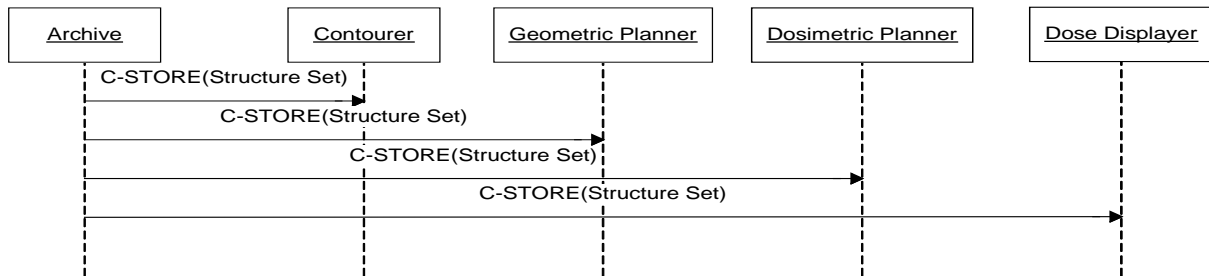 Archive
Contourer
Geometric Planner
Dosimetric Planner
Dose Displayer
C-STORE(Structure Set)
C-STORE(Structure Set)
C-STORE(Structure Set)
C-STORE(Structure Set)